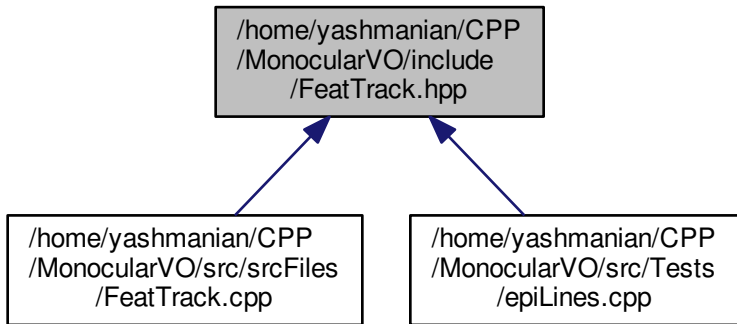 /home/yashmanian/CPP
/MonocularVO/include
/FeatTrack.hpp
/home/yashmanian/CPP
/MonocularVO/src/srcFiles
/FeatTrack.cpp
/home/yashmanian/CPP
/MonocularVO/src/Tests
/epiLines.cpp